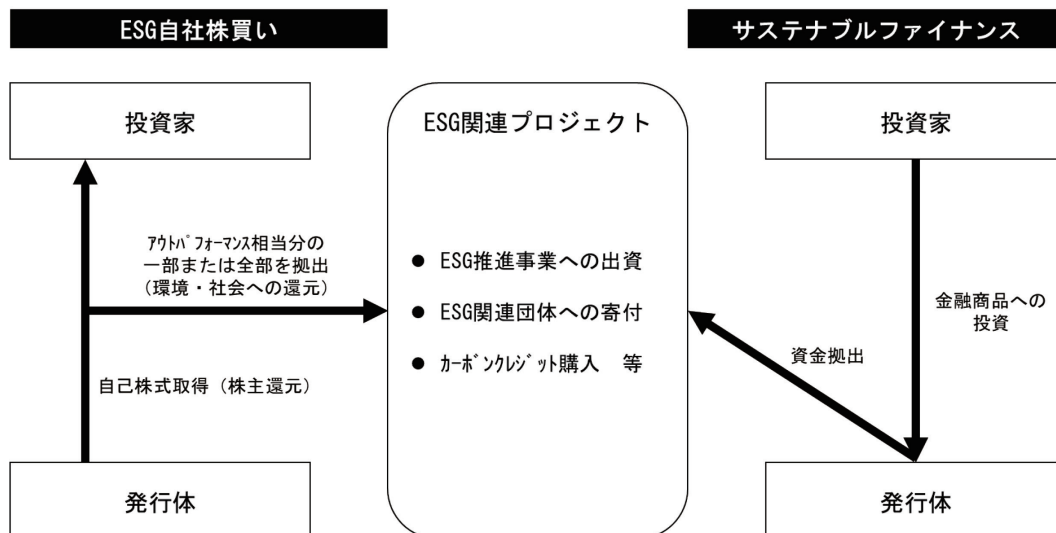 ESG自社株買い
サステナブルファイナンス
投資家
ESG関連プロジェクト
投資家
ｱｳﾄﾊﾟﾌｫｰﾏﾝｽ相当分の
一部または全部を拠出
（環境・社会への還元）
● ESG推進事業への出資
● ESG関連団体への寄付
● ｶｰﾎﾞﾝｸﾚｼﾞｯﾄ購入　等
金融商品への
投資
資金拠出
自己株式取得（株主還元）
発行体
発行体